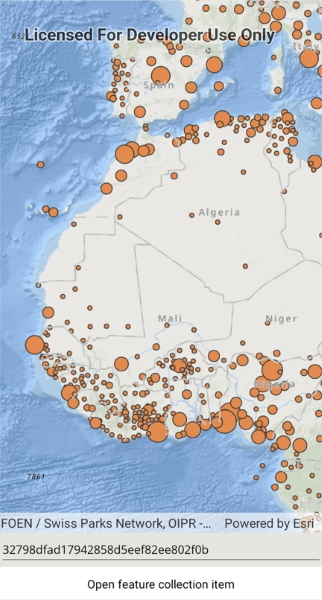 Licensed For Developer Use Only
Spain
Algeria
Mali
Niger
7861
FOEN / Swiss Parks Network, OIPR -... Powered by Esri
32798dfad17942858d5eef82ee802f0b
Open feature collection item